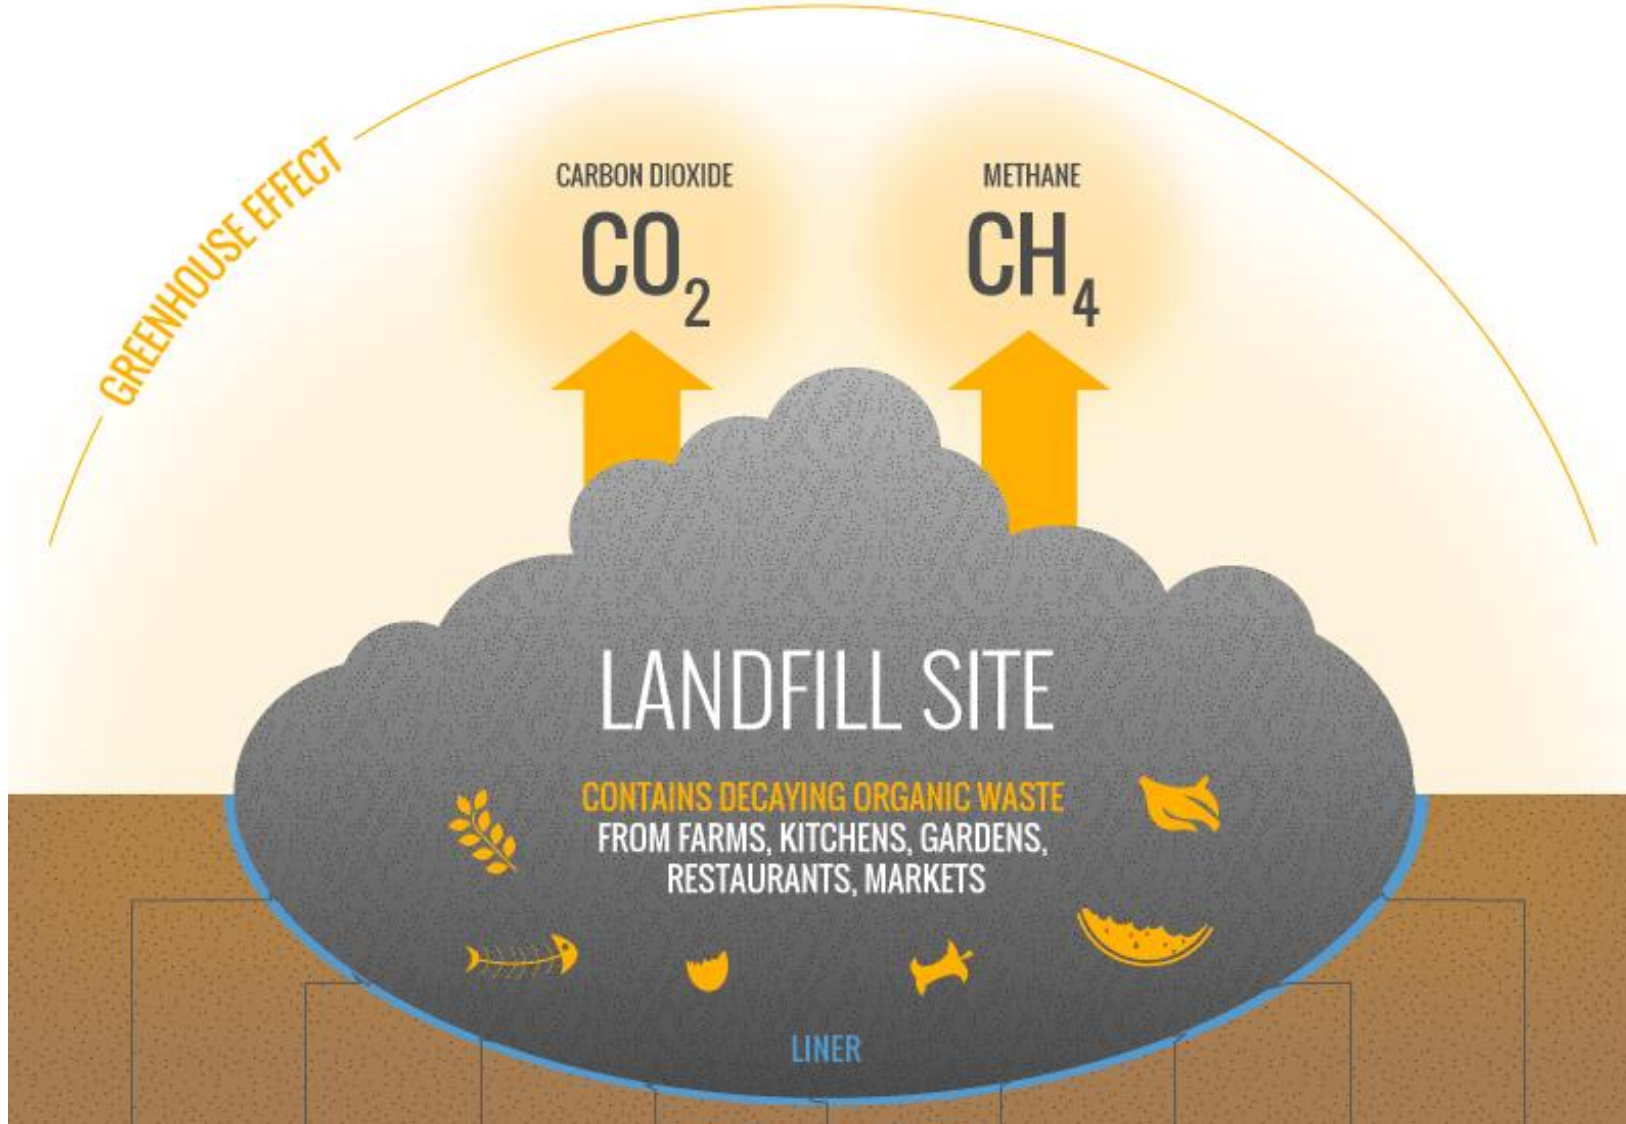 GREENHOUSE EFFECT
CARBON DIOXIDE
CO₂
METHANE
CH₄
LANDFILL SITE
CONTAINS DECAYING ORGANIC WASTE
FROM FARMS, KITCHENS, GARDENS,
RESTAURANTS, MARKETS
LINER